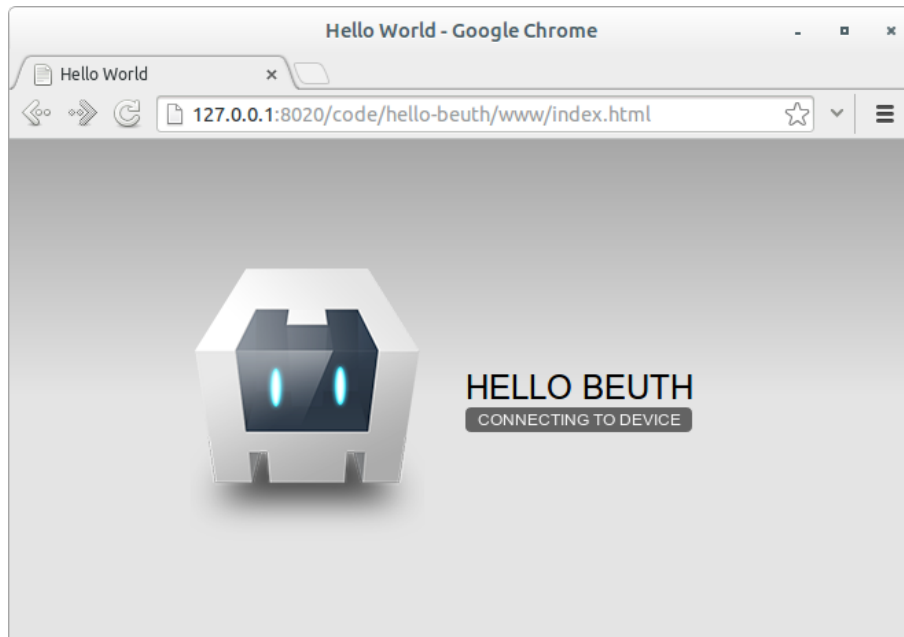 Hello World - Google Chrome
Hello World
127.0.0.1:8020/code/hello-beuth/www/index.html
HELLO BEUTH
CONNECTING TO DEVICE